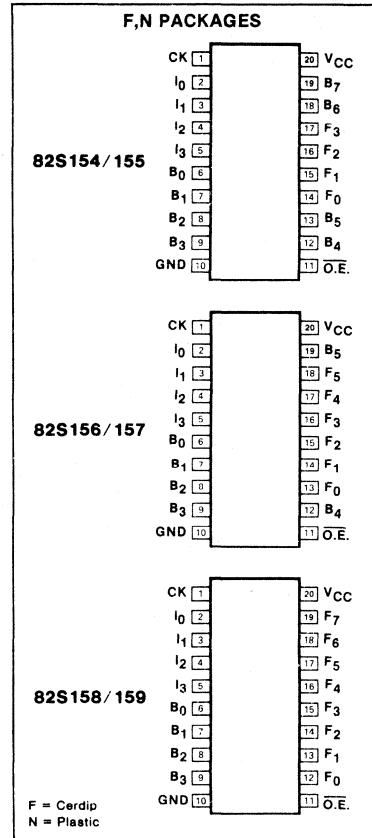 F,N PACKAGES
82S154/155
CK 1 20 VCC
I0 2 19 B7
I1 3 18 B6
I2 4 17 F3
I3 5 16 F2
B0 6 15 F1
B1 7 14 F0
B2 8 13 B5
B3 9 12 B4
GND 10 11 O.E.
82S156/157
CK 1 20 VCC
I0 2 19 B5
I1 3 18 F5
I2 4 17 F4
I3 5 16 F3
B0 6 15 F2
B1 7 14 F1
B2 8 13 F0
B3 9 12 B4
GND 10 11 O.E.
82S158/159
CK 1 20 VCC
I0 2 19 F7
I1 3 18 F6
I2 4 17 F5
I3 5 16 F4
B0 6 15 F3
B1 7 14 F2
B2 8 13 F1
B3 9 12 F0
GND 10 11 O.E.
F = Cerdip
N = Plastic